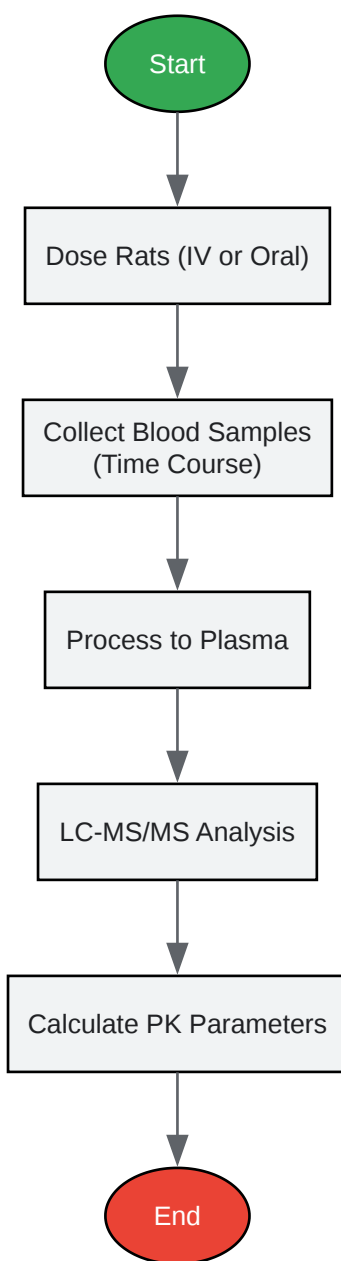 Start
Dose Rats (IV or Oral)
Collect Blood Samples
(Time Course)
Process to Plasma
LC-MS/MS Analysis
Calculate PK Parameters
End